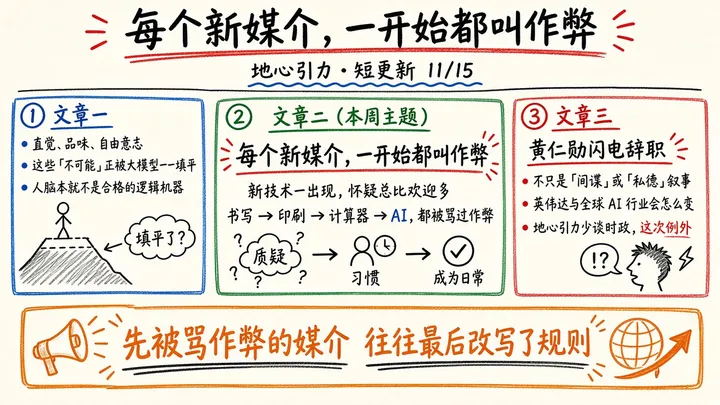 每个新媒介，一开始都叫作弊
地心引力·短更新 11/15
① 文章一
• 直觉、品味、自由意志
• 这些「不可能」正被大模型一一填平
• 人脑本就不是合格的逻辑机器
填平了？
② 文章二（本周主题）
每个新媒介，一开始都叫作弊
新技术一出现，怀疑总比欢迎多
书写 → 印刷 → 计算器 → AI，都被骂过作弊
? ? 质疑 ? ? ?
习惯
成为日常
③ 文章三
黄仁勋闪电辞职
• 不只是「间谍」或「私德」叙事
• 英伟达与全球 AI 行业会怎么变
• 地心引力少谈时政，这次例外
!?
先被骂作弊的媒介 往往最后改写了规则